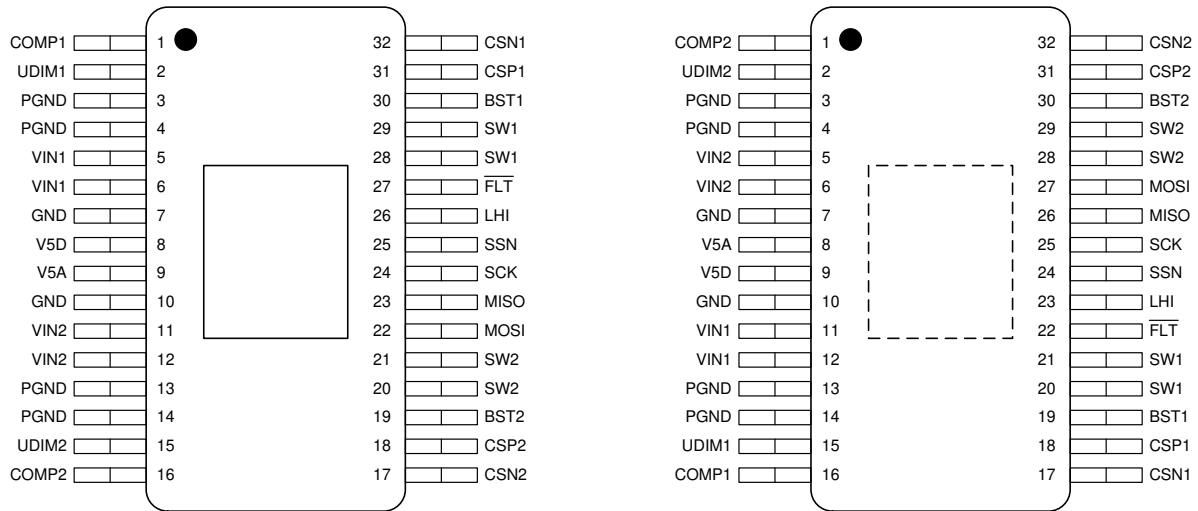 COMP1 1 32 CSN1
UDIM1 2 31 CSP1
PGND 3 30 BST1
PGND 4 29 SW1
VIN1 5 28 SW1
VIN1 6 27 FLT
GND 7 26 LHI
V5D 8 25 SSN
V5A 9 24 SCK
GND 10 23 MISO
VIN2 11 22 MOSI
VIN2 12 21 SW2
PGND 13 20 SW2
PGND 14 19 BST2
UDIM2 15 18 CSP2
COMP2 16 17 CSN2
COMP2 1 32 CSN2
UDIM2 2 31 CSP2
PGND 3 30 BST2
PGND 4 29 SW2
VIN2 5 28 SW2
VIN2 6 27 MOSI
GND 7 26 MISO
V5A 8 25 SCK
V5D 9 24 SSN
GND 10 23 LHI
VIN1 11 22 FLT
VIN1 12 21 SW1
PGND 13 20 SW1
PGND 14 19 BST1
UDIM1 15 18 CSP1
COMP1 16 17 CSN1